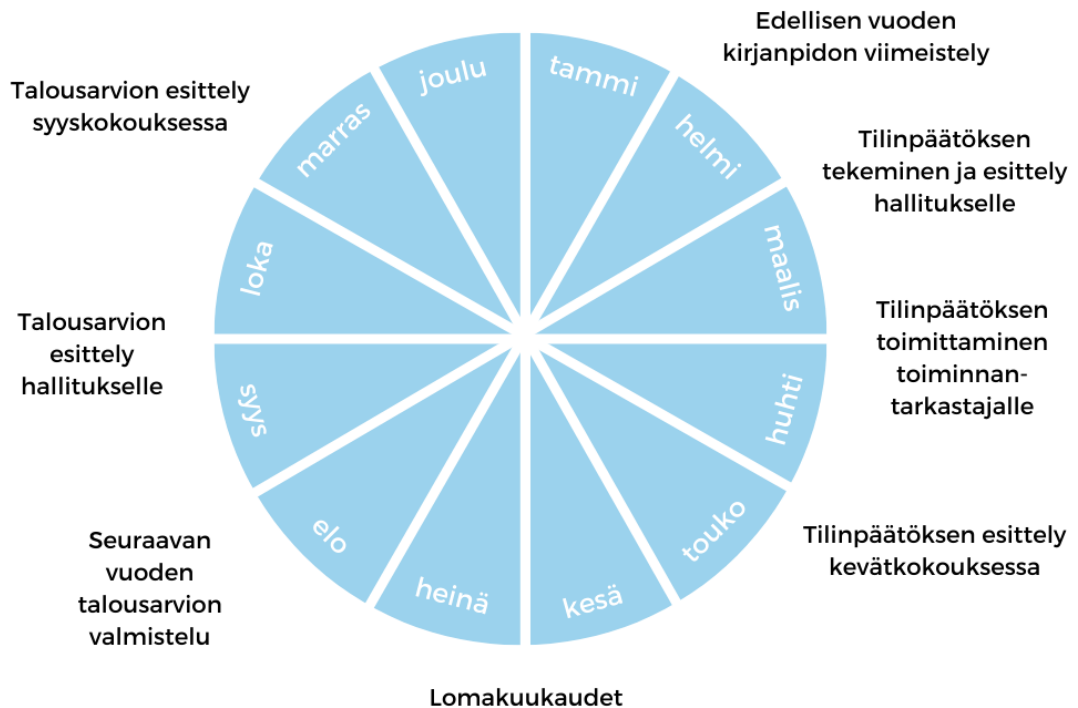 Edellisen vuoden
kirjanpidon viimeistely
Tilinpäätöksen
tekeminen ja esittely
hallitukselle
Tilinpäätöksen
toimittaminen
toiminnan-
tarkastajalle
Tilinpäätöksen esittely
kevätkokouksessa
Lomakuukaudet
Seuraavan
vuoden
talousarvion
valmistelu
Talousarvion
esittely
hallitukselle
Talousarvion esittely
syyskokouksessa
tammi
helmi
maalis
huhti
touko
kesä
heinä
elo
syys
loka
marras
joulu